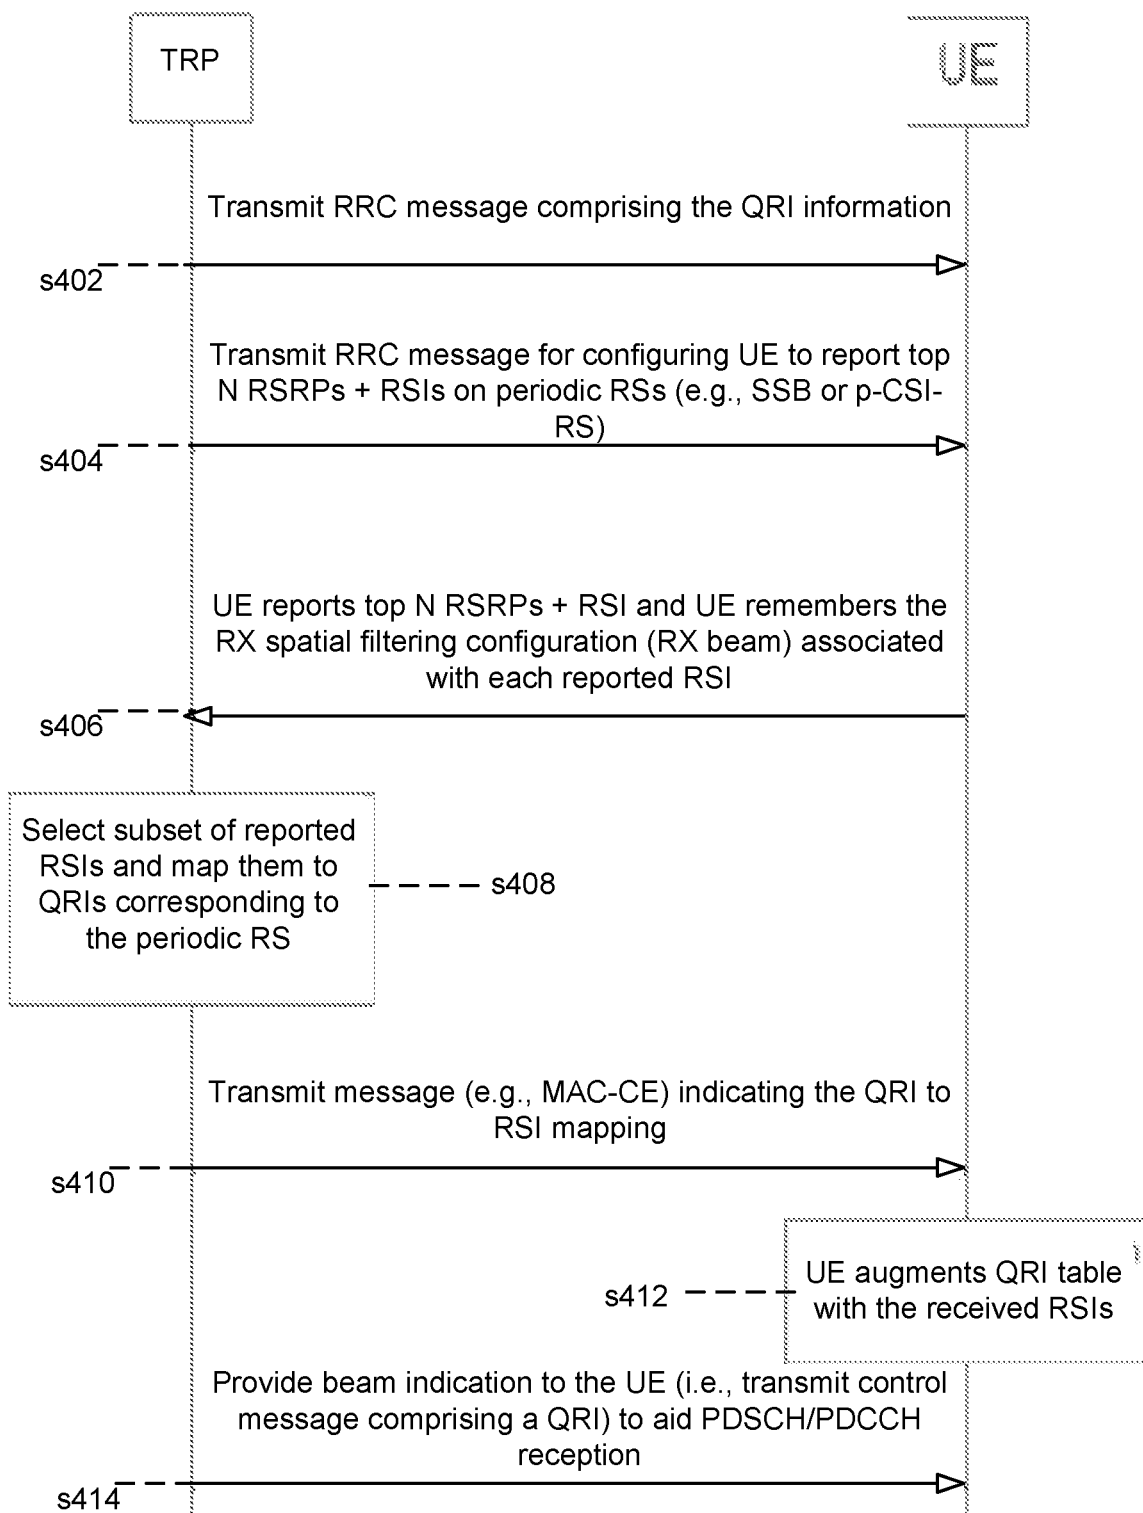 TRP
UE
Transmit RRC message comprising the QRI information
s402
Transmit RRC message for configuring UE to report top
N RSRPs + RSIs on periodic RSs (e.g., SSB or p-CSI-
RS)
s404
UE reports top N RSRPs + RSI and UE remembers the
RX spatial filtering configuration (RX beam) associated
with each reported RSI
s406
Select subset of reported
RSIs and map them to
QRIs corresponding to
the periodic RS
s408
Transmit message (e.g., MAC-CE) indicating the QRI to
RSI mapping
s410
UE augments QRI table
with the received RSIs
s412
Provide beam indication to the UE (i.e., transmit control
message comprising a QRI) to aid PDSCH/PDCCH
reception
s414